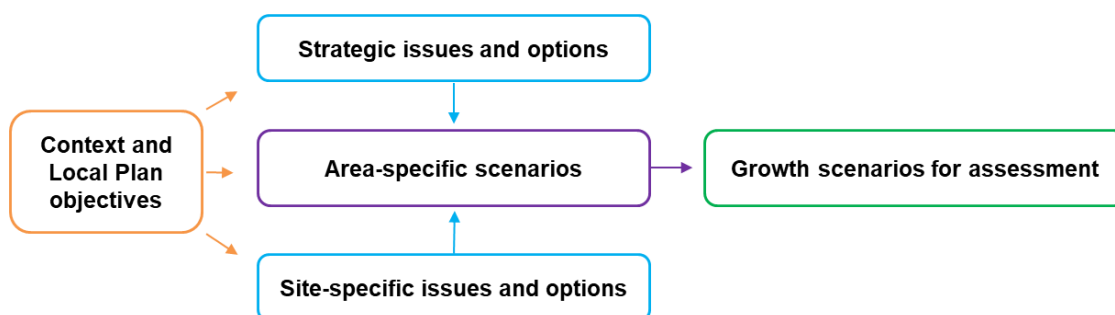 Strategic issues and options
Context and
Local Plan
objectives
Area-specific scenarios
Growth scenarios for assessment
Site-specific issues and options